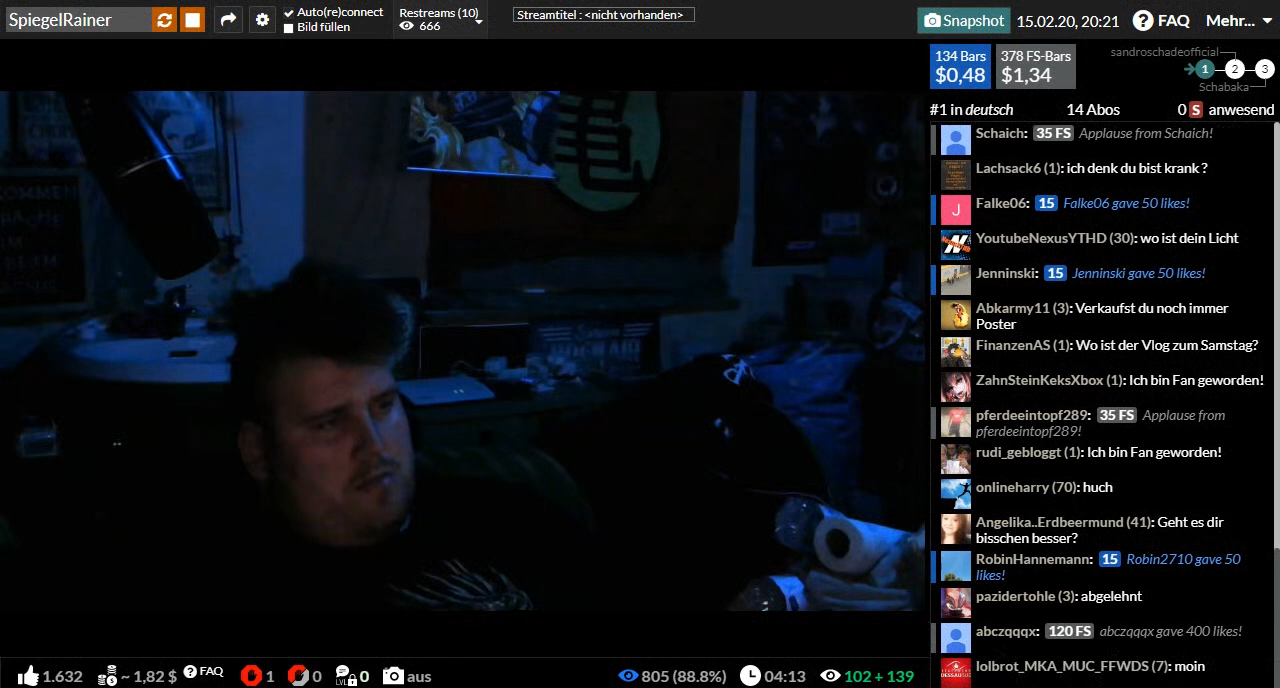 SpiegelRainer
Auto(re)connect
Bild füllen
Restreams (10)
666
Streamtitel : <nicht vorhanden>
Snapshot
15.02.20, 20:21
FAQ
Mehr...
134 Bars
$0,48
378 FS-Bars
$1,34
sandroschadeofficial
1 2 3
Schabaka
#1 in deutsch
14 Abos
0 S anwesend
Schaich: 35 FS Applause from Schaich!
Lachsack6 (1): ich denk du bist krank ?
Falke06: 15 Falke06 gave 50 likes!
J
YoutubeNexusYTHD (30): wo ist dein Licht
Jenninski: 15 Jenninski gave 50 likes!
Abkarmy11 (3): Verkaufst du noch immer
Poster
FinanzenAS (1): Wo ist der Vlog zum Samstag?
ZahnSteinKeksXbox (1): Ich bin Fan geworden!
pferdeeintopf289: 35 FS Applause from
pferdeeintopf289!
rudi_gebloggt (1): Ich bin Fan geworden!
onlineharry (70): huch
Angelika..Erdbeermund (41): Geht es dir
bisschen besser?
RobinHannemann: 15 Robin2710 gave 50
likes!
pazidertohle (3): abgelehnt
abczqqqx: 120 FS abczqqqx gave 400 likes!
lolbrot_MKA_MUC_FFWDS (7): moin
1.632
~ 1,82 $
FAQ
1
0
LVL
0
aus
805 (88.8%)
04:13
102 + 139